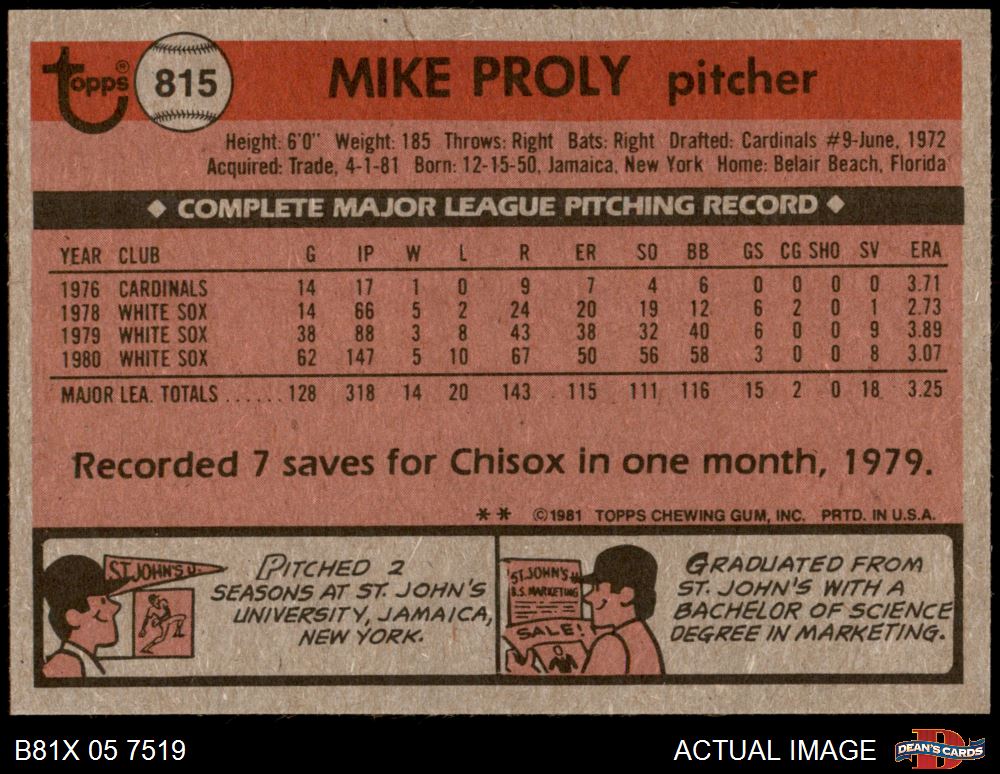 topps® 815 MIKE PROLY pitcher
Height: 6'0" Weight: 185 Throws: Right Bats: Right Drafted: Cardinals #9-June, 1972
Acquired: Trade, 4-1-81 Born: 12-15-50, Jamaica, New York Home: Belair Beach, Florida
◆ COMPLETE MAJOR LEAGUE PITCHING RECORD ◆
YEAR CLUB G IP W L R ER SO BB GS CG SHO SV ERA
1976 CARDINALS 14 17 1 0 9 7 4 6 0 0 0 0 3.71
1978 WHITE SOX 14 66 5 2 24 20 19 12 6 2 0 1 2.73
1979 WHITE SOX 38 88 3 8 43 38 32 40 6 0 0 9 3.89
1980 WHITE SOX 62 147 5 10 67 50 56 58 3 0 0 8 3.07
MAJOR LEA. TOTALS ...... 128 318 14 20 143 115 111 116 15 2 0 18 3.25
Recorded 7 saves for Chisox in one month, 1979.
** ©1981 TOPPS CHEWING GUM, INC. PRTD. IN U.S.A.
ST. JOHN'S U.
PITCHED 2
SEASONS AT ST. JOHN'S
UNIVERSITY, JAMAICA,
NEW YORK.
ST. JOHN'S U.
B.S. MARKETING
SALE!
GRADUATED FROM
ST. JOHN'S WITH A
BACHELOR OF SCIENCE
DEGREE IN MARKETING.
B81X 05 7519
ACTUAL IMAGE
D
DEAN'S CARDS